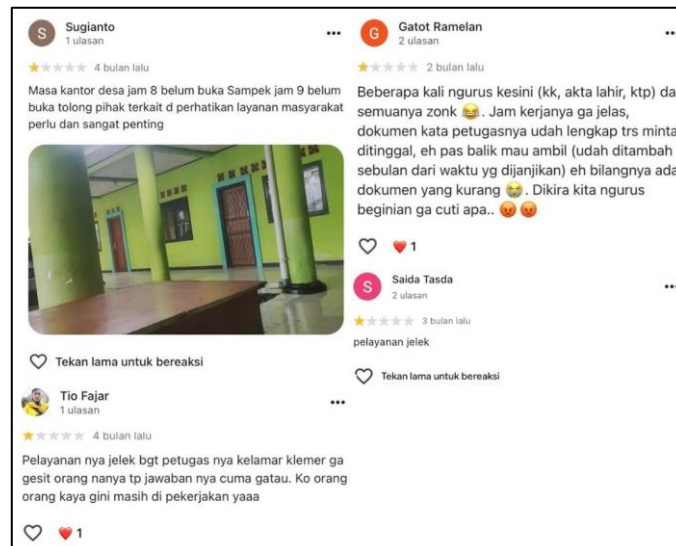 Sugianto
1 ulasan
4 bulan lalu
Masa kantor desa jam 8 belum buka Sampek jam 9 belum
buka tolong pihak terkait d perhatikan layanan masyarakat
perlu dan sangat penting
Tekan lama untuk bereaksi
Tio Fajar
1 ulasan
4 bulan lalu
Pelayanan nya jelek bgt petugas nya kelamar klemer ga
gesit orang nanya tp jawaban nya cuma gatau. Ko orang
orang kaya gini masih di pekerjakan yaaa
1
Gatot Ramelan
2 ulasan
2 bulan lalu
Beberapa kali ngurus kesini (kk, akta lahir, ktp) da
semuanya zonk 😂. Jam kerjanya ga jelas,
dokumen kata petugasnya udah lengkap trs minta
ditinggal, eh pas balik mau ambil (udah ditambah
sebulan dari waktu yg dijanjikan) eh bilangnya ada
dokumen yang kurang 😭. Dikira kita ngurus
beginian ga cuti apa.. 😡 😡
1
Saida Tasda
2 ulasan
3 bulan lalu
pelayanan jelek
Tekan lama untuk bereaksi